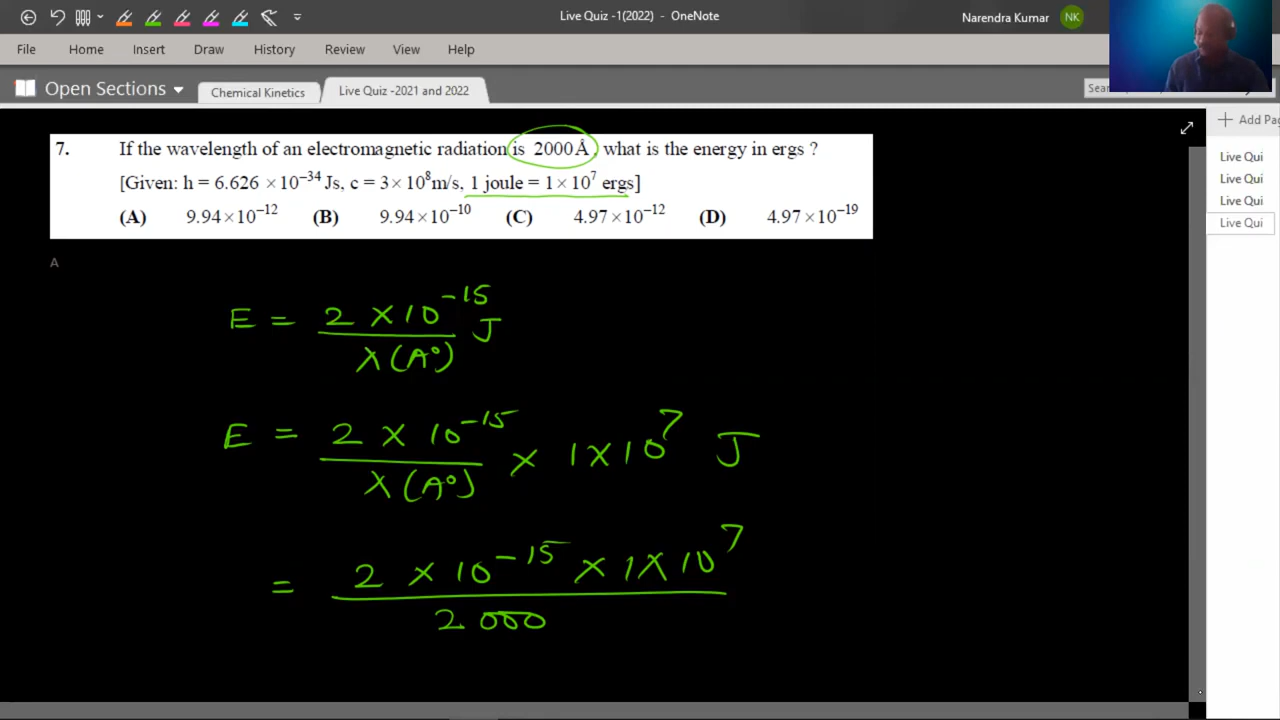 Live Quiz -1(2022) - OneNote
Narendra Kumar NK
File Home Insert Draw History Review View Help
Open Sections Chemical Kinetics Live Quiz -2021 and 2022
Add Pag
Live Qui
Live Qui
Live Qui
Live Qui
7. If the wavelength of an electromagnetic radiation is 2000Å, what is the energy in ergs ?
[Given: h = 6.626 ×10⁻³⁴ Js, c = 3× 10⁸m/s, 1 joule = 1× 10⁷ ergs]
(A) 9.94×10⁻¹² (B) 9.94×10⁻¹⁰ (C) 4.97×10⁻¹² (D) 4.97×10⁻¹⁹
A
E = 2 × 10⁻¹⁵ J
λ(A°)
E = 2 × 10⁻¹⁵ × 1×10⁷ J
λ(A°)
= 2 × 10⁻¹⁵ × 1×10⁷
2000